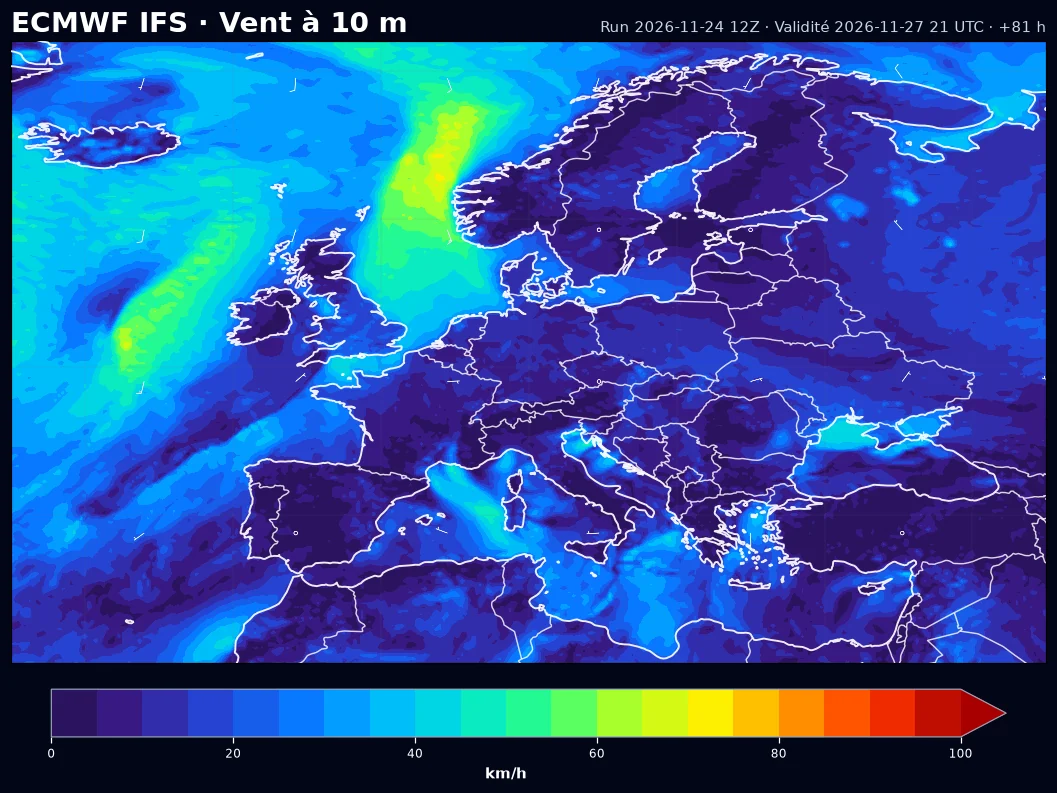 ECMWF IFS · Vent à 10 m
Run 2026-11-24 12Z · Validité 2026-11-27 21 UTC · +81 h
0 20 40 60 80 100
km/h